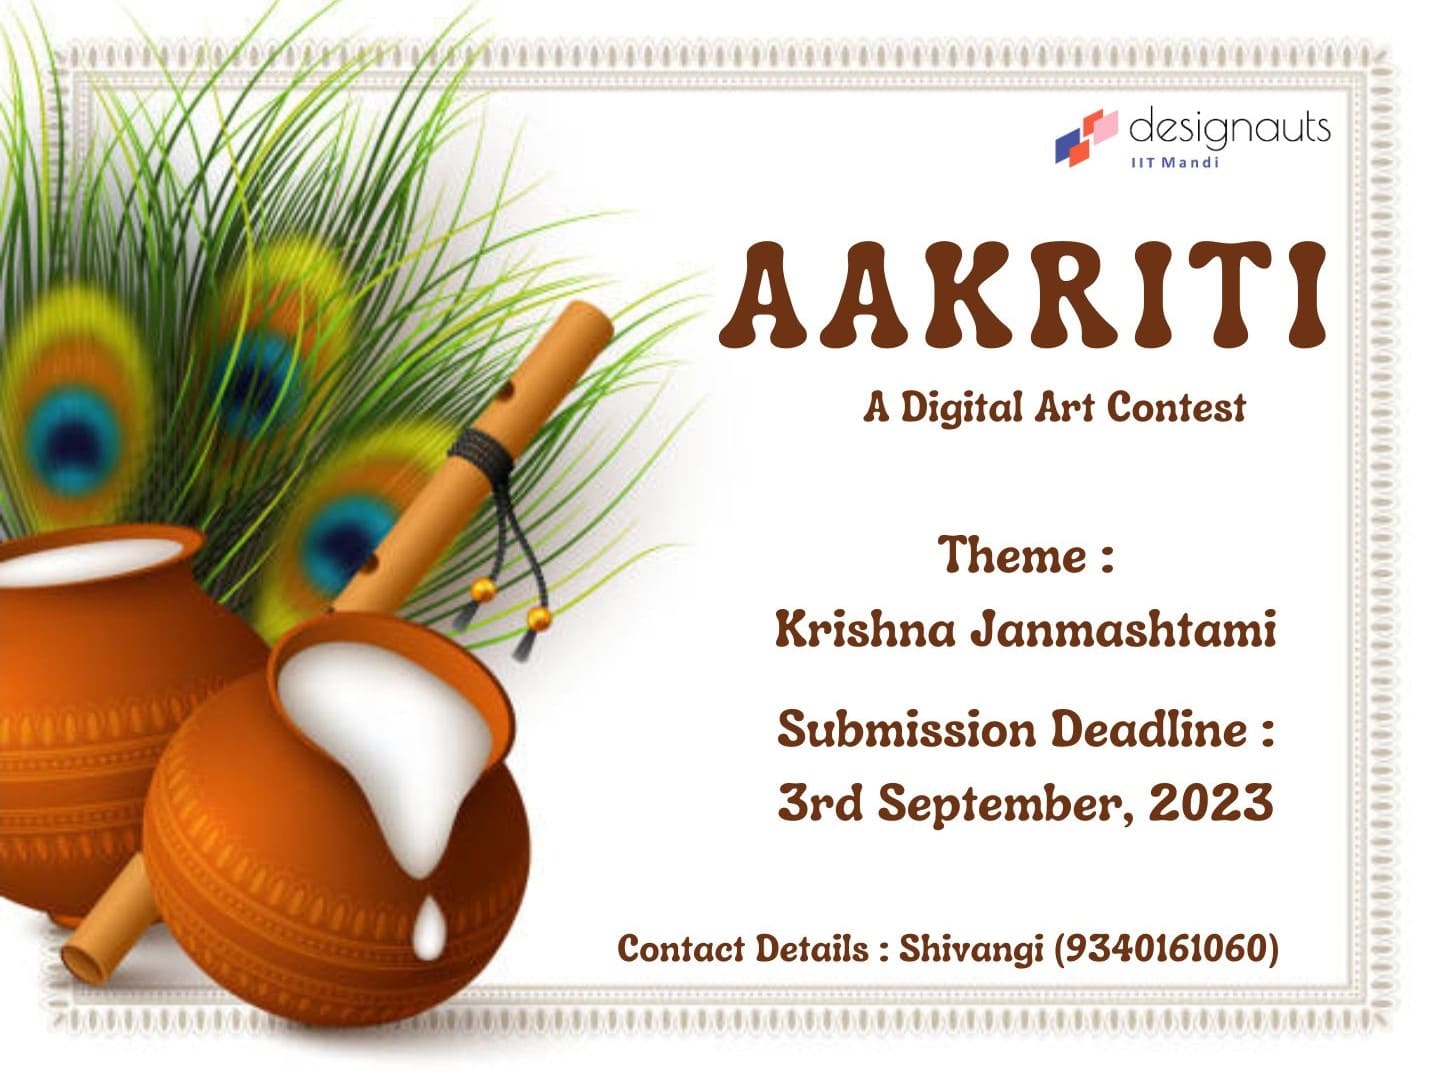 designauts
IIT Mandi
AAKRITI
A Digital Art Contest
Theme :
Krishna Janmashtami
Submission Deadline :
3rd September, 2023
Contact Details : Shivangi (9340161060)